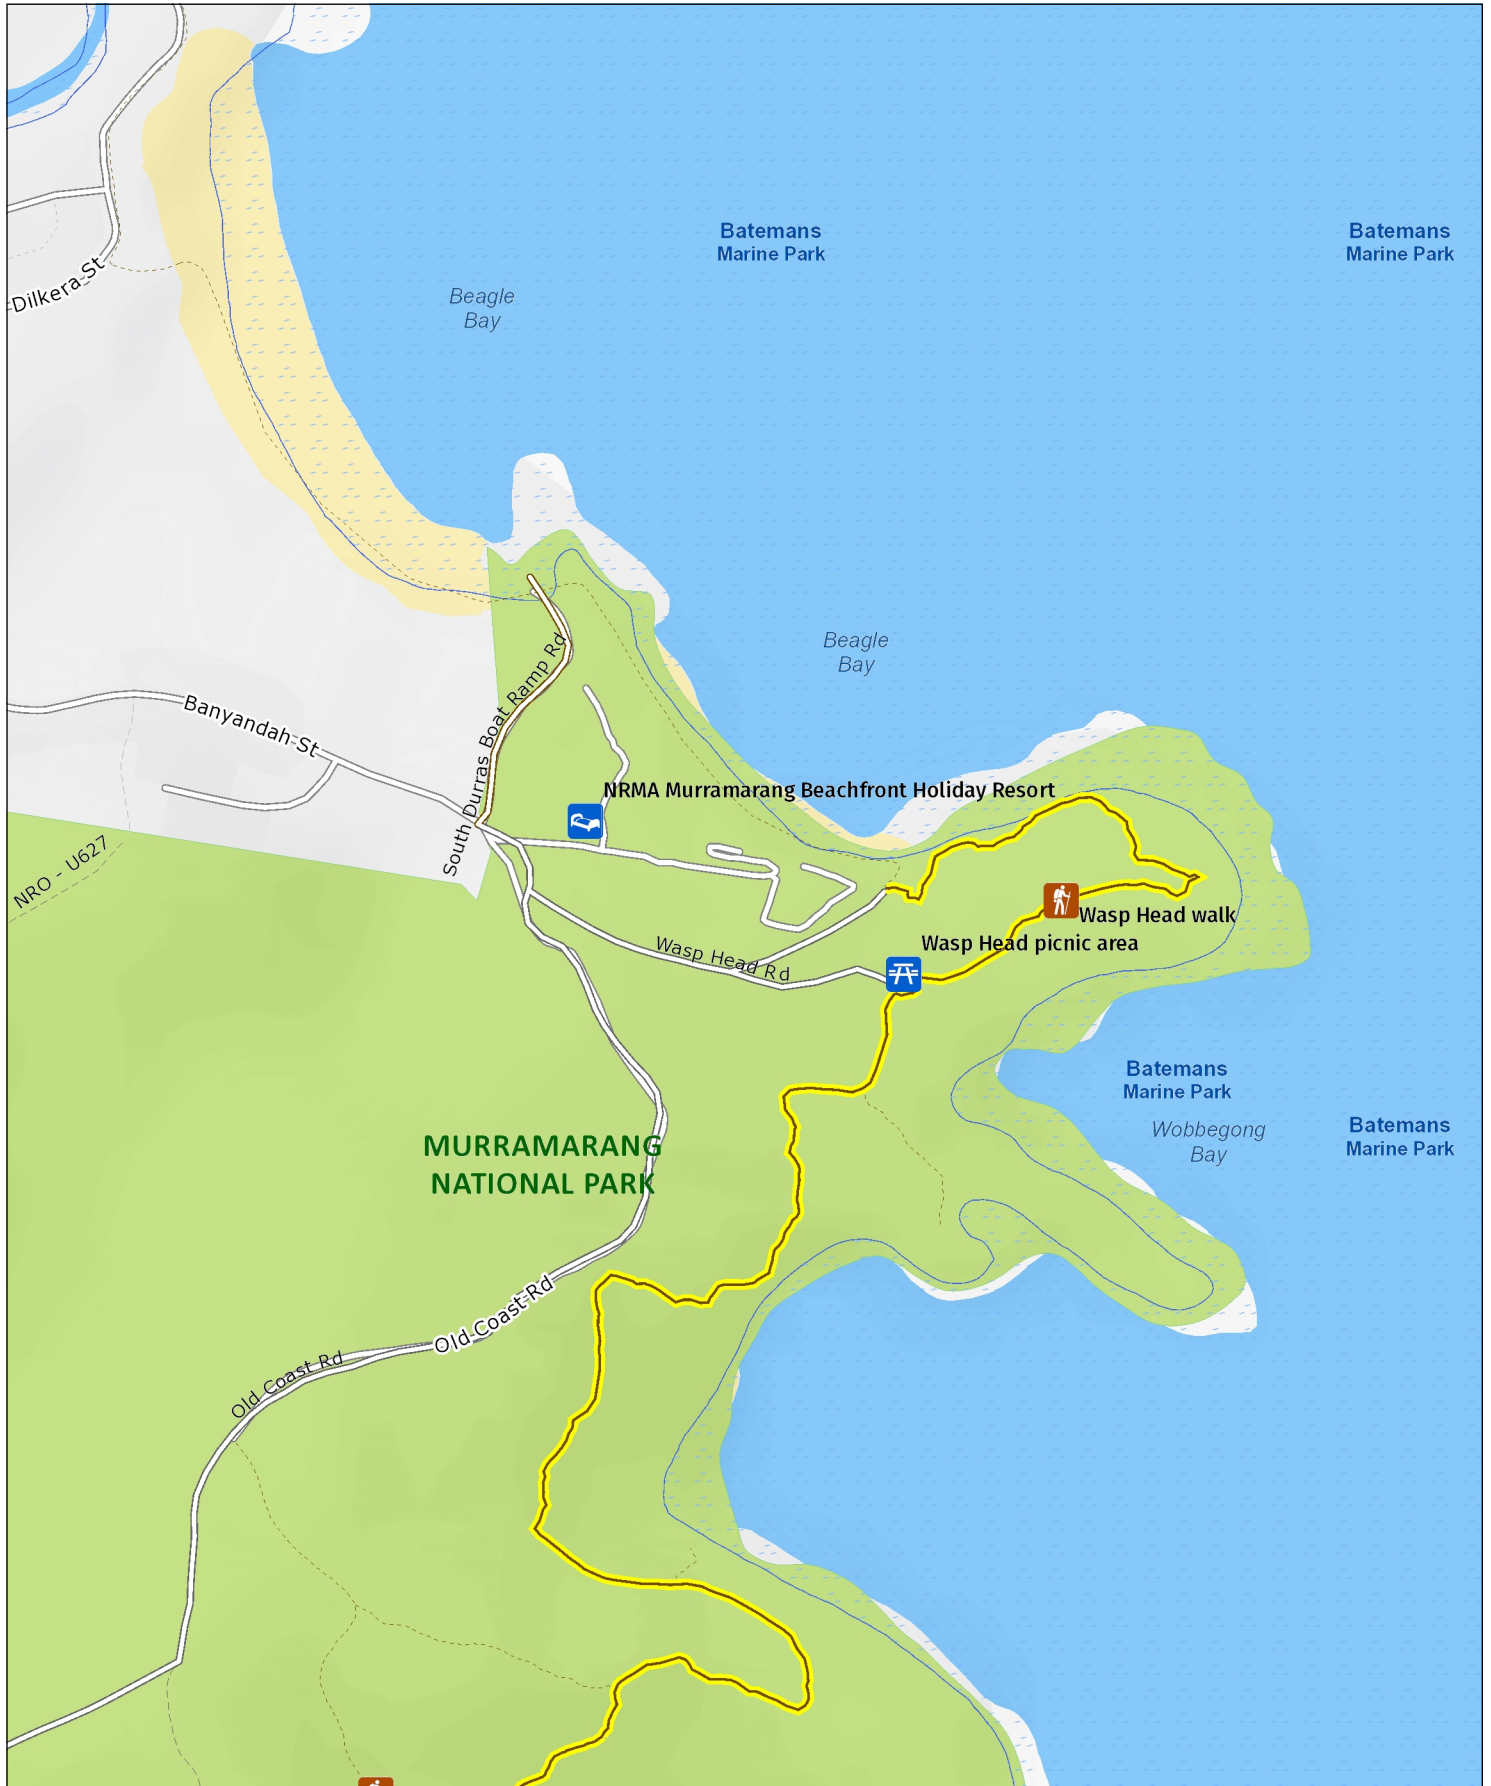 Batemans
Marine Park
Batemans
Marine Park
Dilkera St
Beagle
Bay
Beagle
Bay
South Durras Boat Ramp Rd
Banyandah St
NRMA Murramarang Beachfront Holiday Resort
NRO - U627
Wasp Head walk
Wasp Head picnic area
Wasp Head Rd
Batemans
Marine Park
Wobbegong
Bay
Batemans
Marine Park
MURRAMARANG
NATIONAL PARK
Old Coast Rd
Old Coast Rd